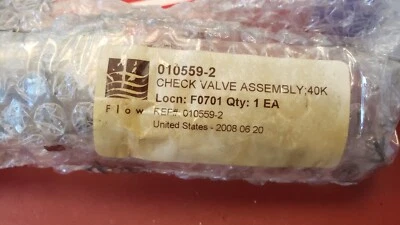 010559-2
CHECK VALVE ASSEMBLY;40K
Locn: F0701 Qty: 1 EA
REF# 010559-2
United States - 2008 06 20
Flow